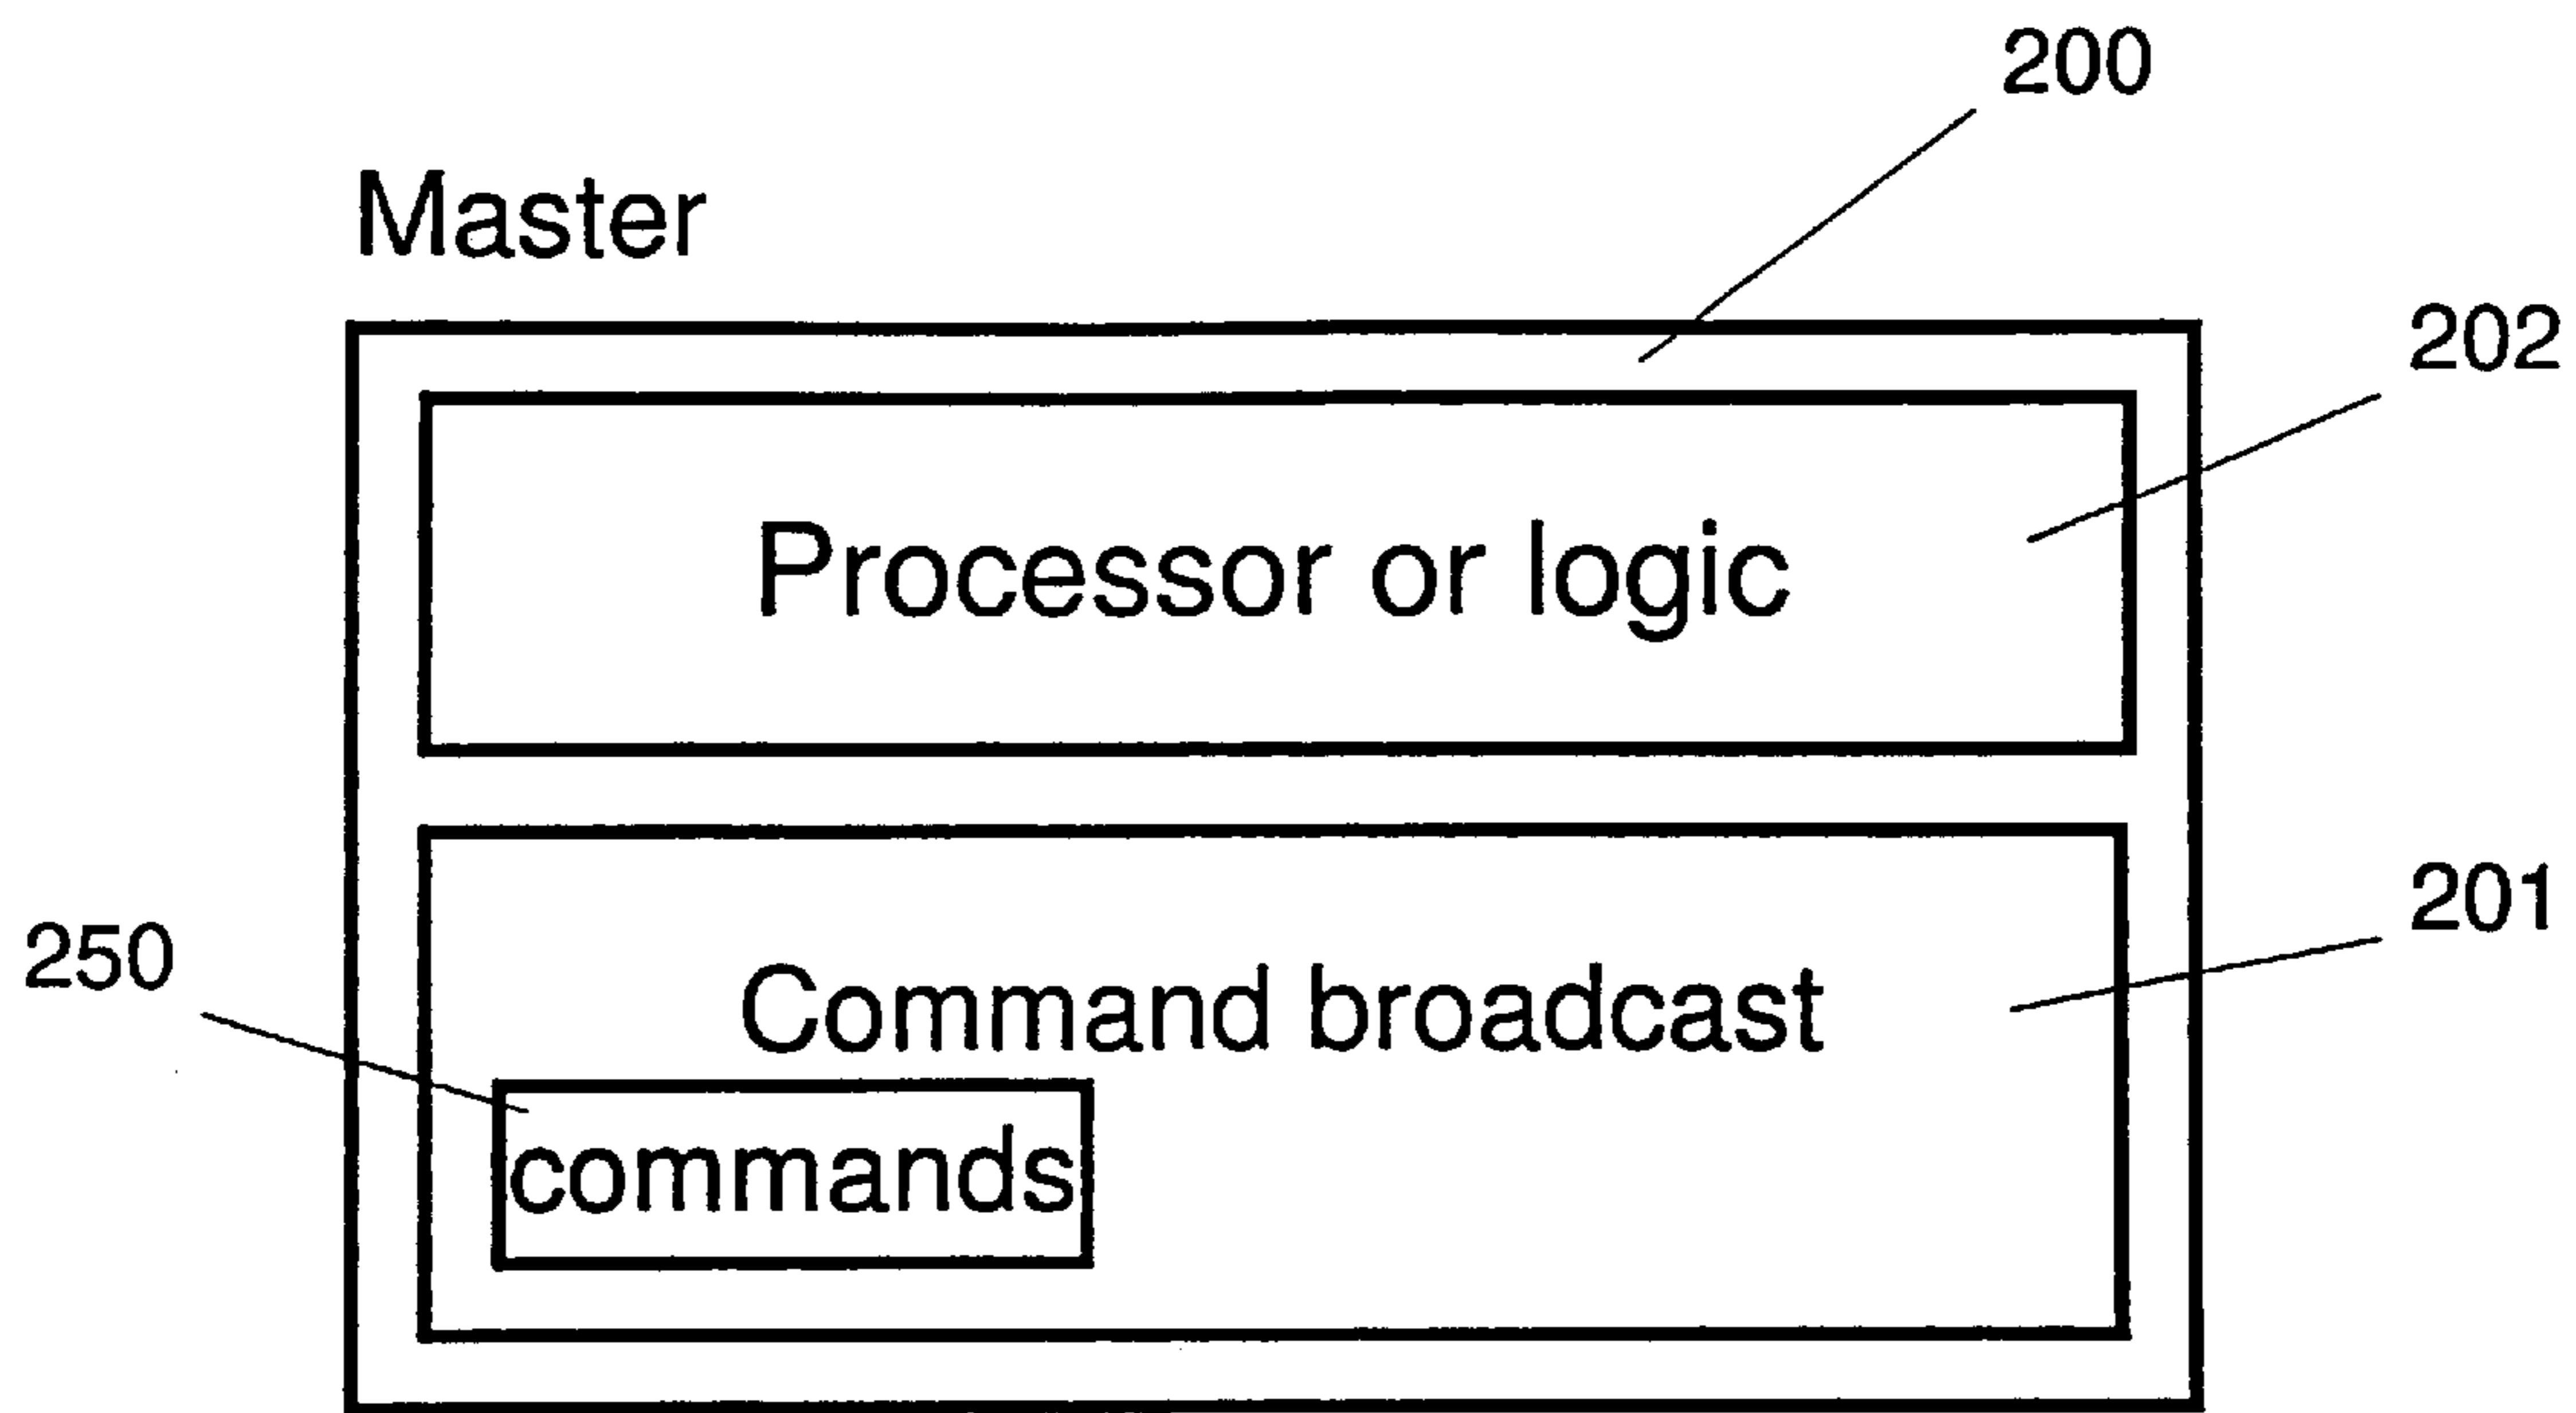 200
Master
202
Processor or logic
201
250
Command broadcast
commands